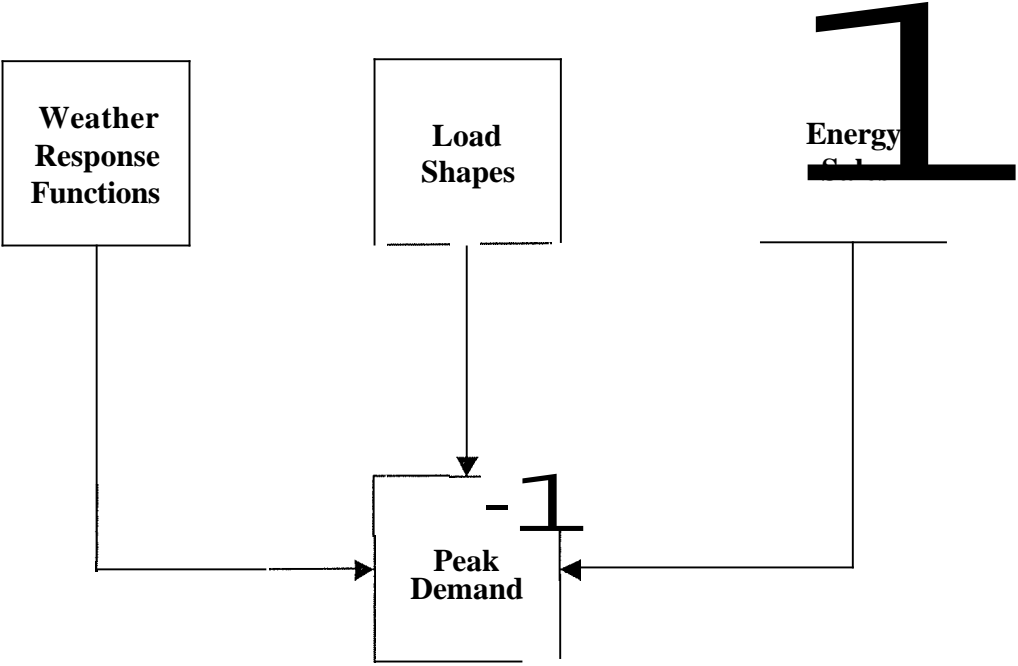 Weather
Response
Functions
Load
Shapes
Energy
1
-1
Peak
Demand